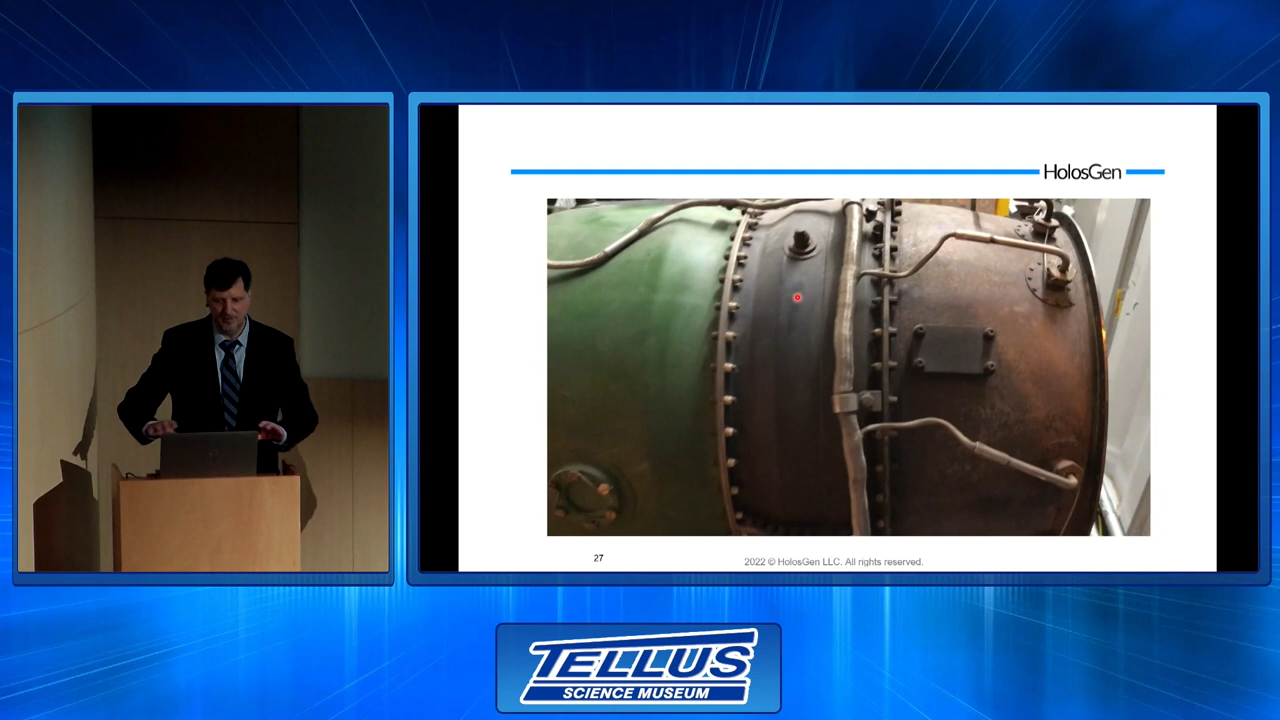 HolosGen
27
2022 © HolosGen LLC. All rights reserved.
TELLUS
SCIENCE MUSEUM